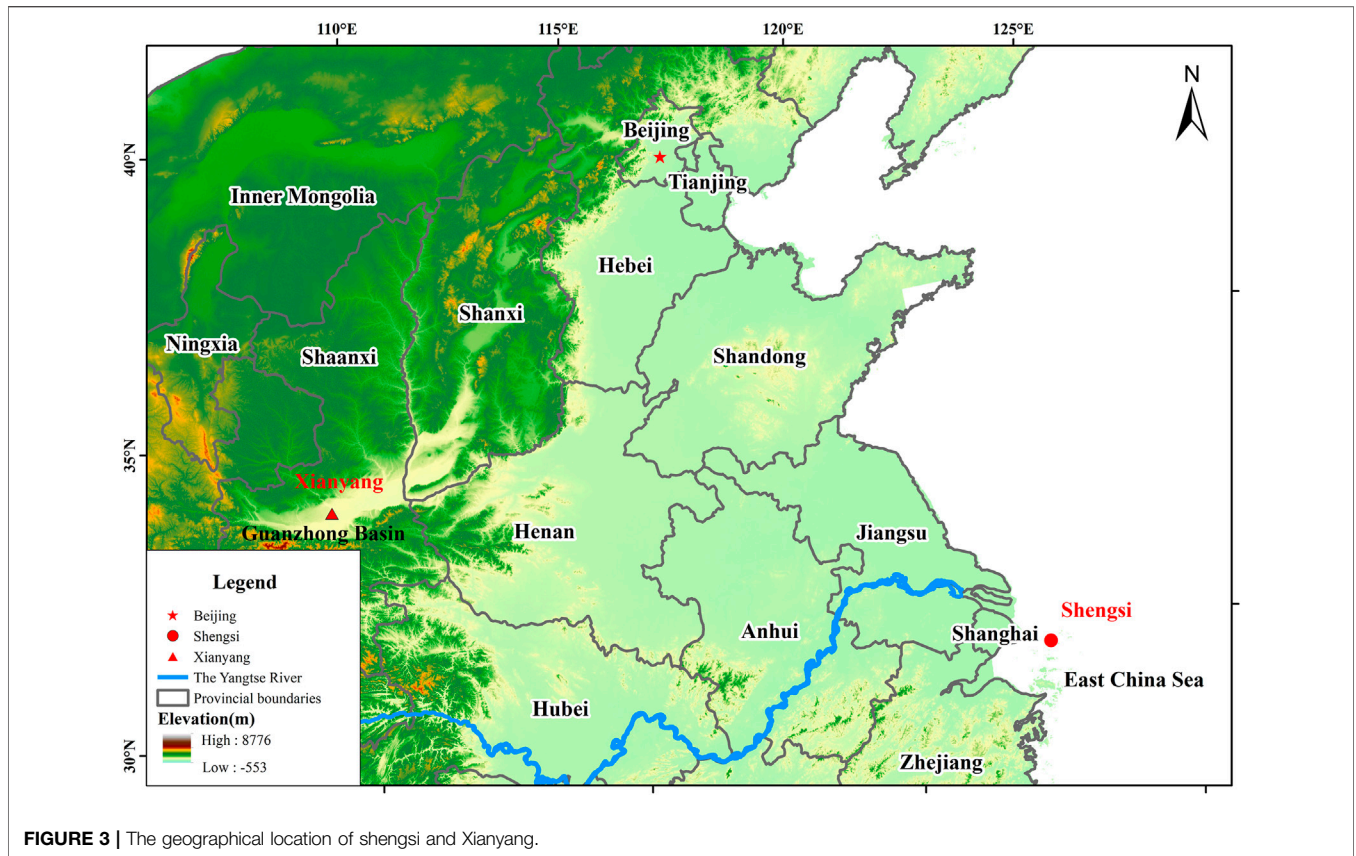 110°E 115°E 120°E 125°E
N
40°N
35°N
30°N
Beijing
Tianjing
Inner Mongolia
Hebei
Shanxi
Ningxia
Shaanxi
Shandong
Xianyang
Guanzhong Basin
Henan
Jiangsu
Shengsi
Anhui
Shanghai
East China Sea
Hubei
Zhejiang
Legend
Beijing
Shengsi
Xianyang
The Yangtse River
Provincial boundaries
Elevation(m)
High : 8776
Low : -553
FIGURE 3 | The geographical location of shengsi and Xianyang.